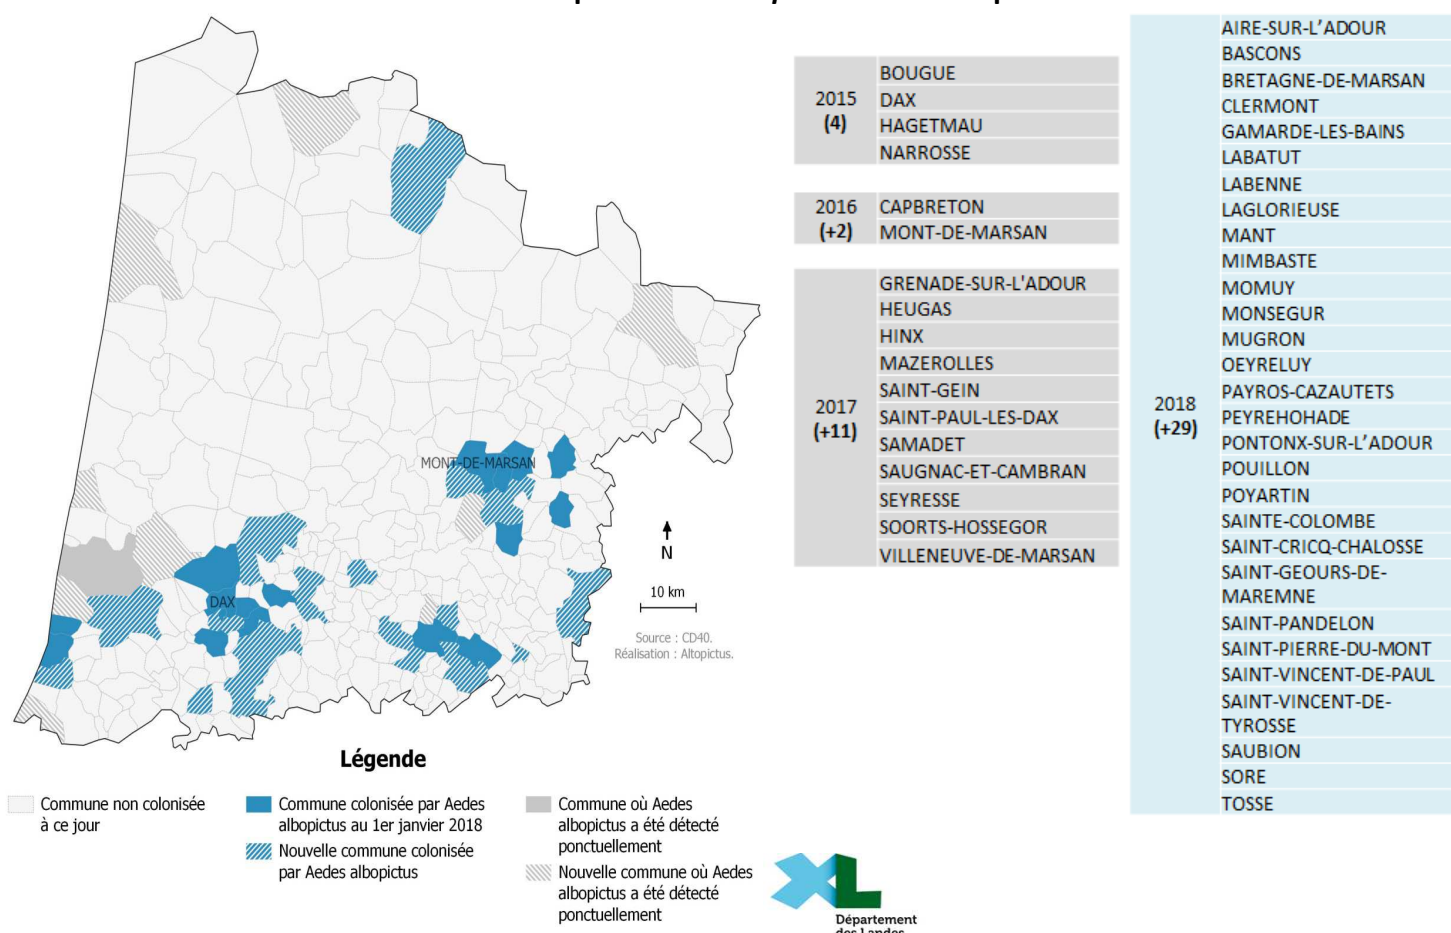 MONT-DE-MARSAN
DAX
N
10 km
Source : CD40.
Réalisation : Altopictus.
Légende
Commune non colonisée
à ce jour
Commune colonisée par Aedes
albopictus au 1er janvier 2018
Nouvelle commune colonisée
par Aedes albopictus
Commune où Aedes
albopictus a été détecté
ponctuellement
Nouvelle commune où Aedes
albopictus a été détecté
ponctuellement
XL
Département
des Landes
2015
(4)
BOUGUE
DAX
HAGETMAU
NARROSSE
2016
(+2)
CAPBRETON
MONT-DE-MARSAN
2017
(+11)
GRENADE-SUR-L'ADOUR
HEUGAS
HINX
MAZEROLLES
SAINT-GEIN
SAINT-PAUL-LES-DAX
SAMADET
SAUGNAC-ET-CAMBRAN
SEYRESSE
SOORTS-HOSSEGOR
VILLENEUVE-DE-MARSAN
2018
(+29)
AIRE-SUR-L’ADOUR
BASCONS
BRETAGNE-DE-MARSAN
CLERMONT
GAMARDE-LES-BAINS
LABATUT
LABENNE
LAGLORIEUSE
MANT
MIMBASTE
MOMUY
MONSEGUR
MUGRON
OEYRELUY
PAYROS-CAZAUTETS
PEYREHOHADE
PONTONX-SUR-L’ADOUR
POUILLON
POYARTIN
SAINTE-COLOMBE
SAINT-CRICQ-CHALOSSE
SAINT-GEOURS-DE-
MAREMNE
SAINT-PANDELON
SAINT-PIERRE-DU-MONT
SAINT-VINCENT-DE-PAUL
SAINT-VINCENT-DE-
TYROSSE
SAUBION
SORE
TOSSE